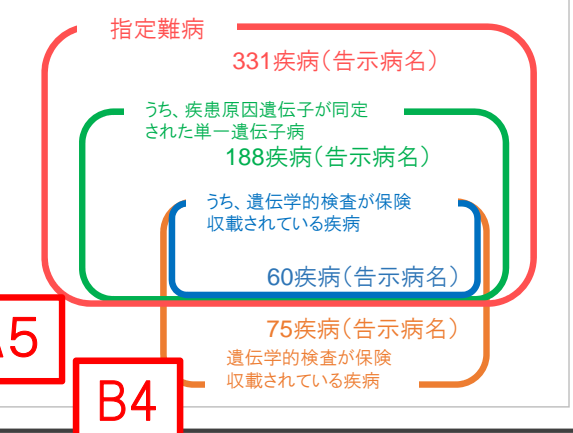 指定難病
331疾病(告示病名)
うち、疾患原因遺伝子が同定
された単一遺伝子病
188疾病(告示病名)
うち、遺伝学的検査が保険
収載されている疾病
60疾病(告示病名)
75疾病(告示病名)
遺伝学的検査が保険
収載されている疾病
5
B4